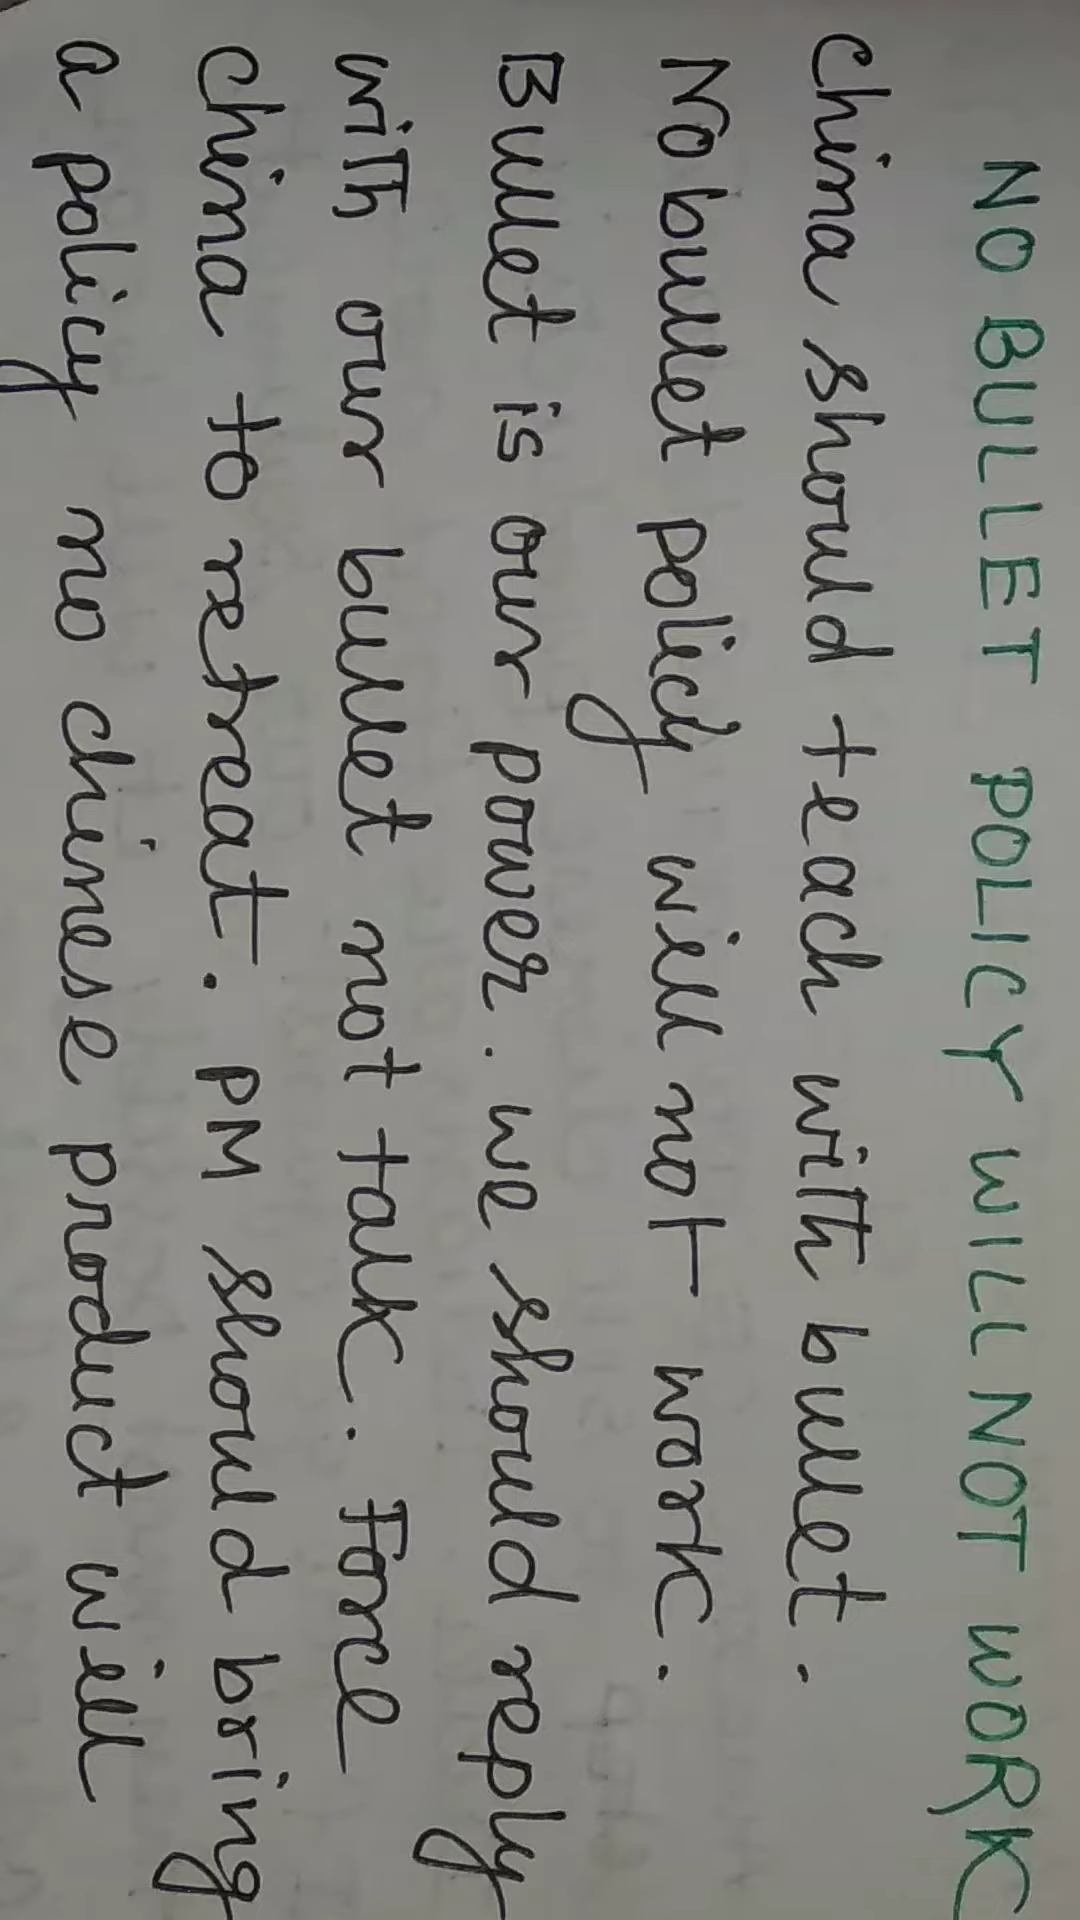 NO BULLET POLICY WILL NOT WORK
China should teach with bullet.
No bullet policy will not work.
Bullet is our power. we should reply
with our bullet not talk. Force
China to retreat. PM should bring
a policy no chinese product will